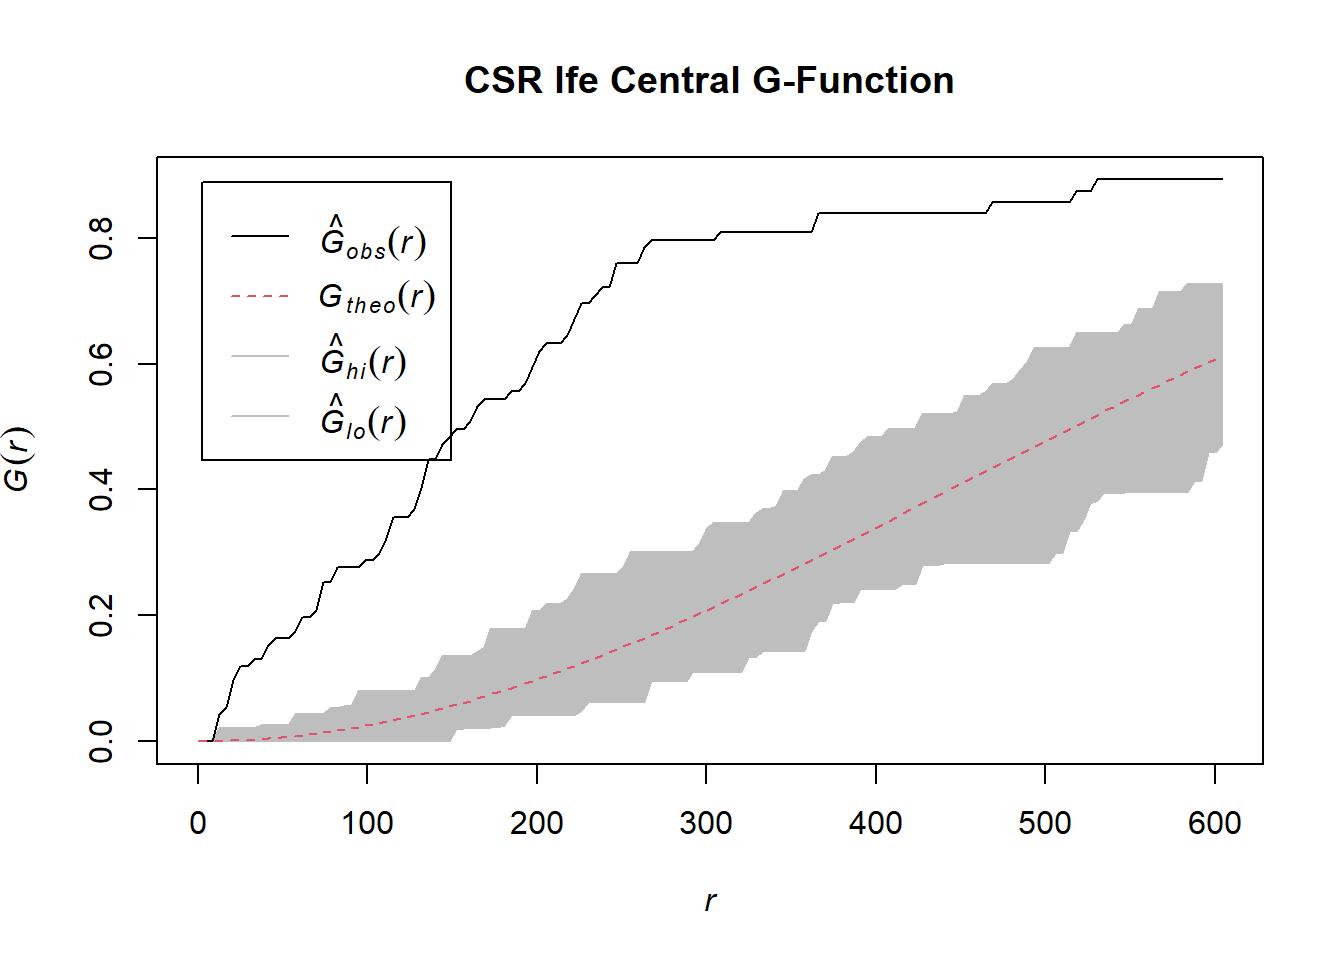 CSR Ife Central G-Function
Ĝobs(r)
Gtheo(r)
Ĝhi(r)
Ĝlo(r)
G(r)
0.8
0.6
0.4
0.2
0.0
0 100 200 300 400 500 600
r